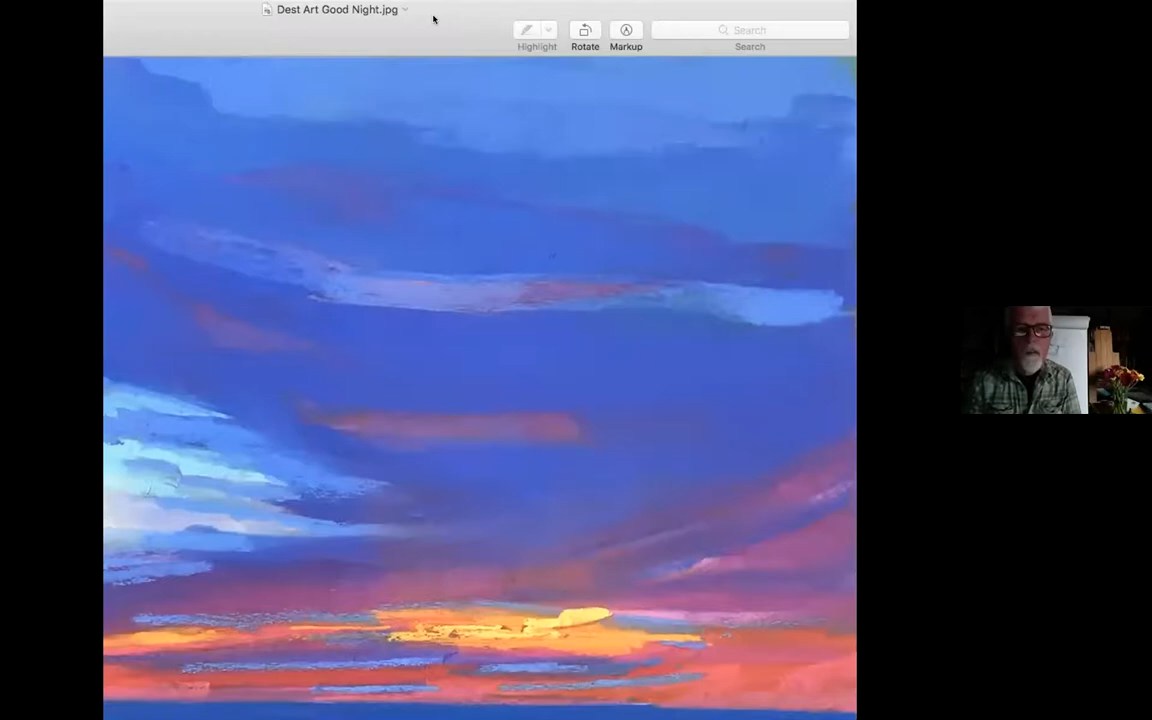 Dest Art Good Night.jpg
Search
Highlight
Rotate
Markup
Search